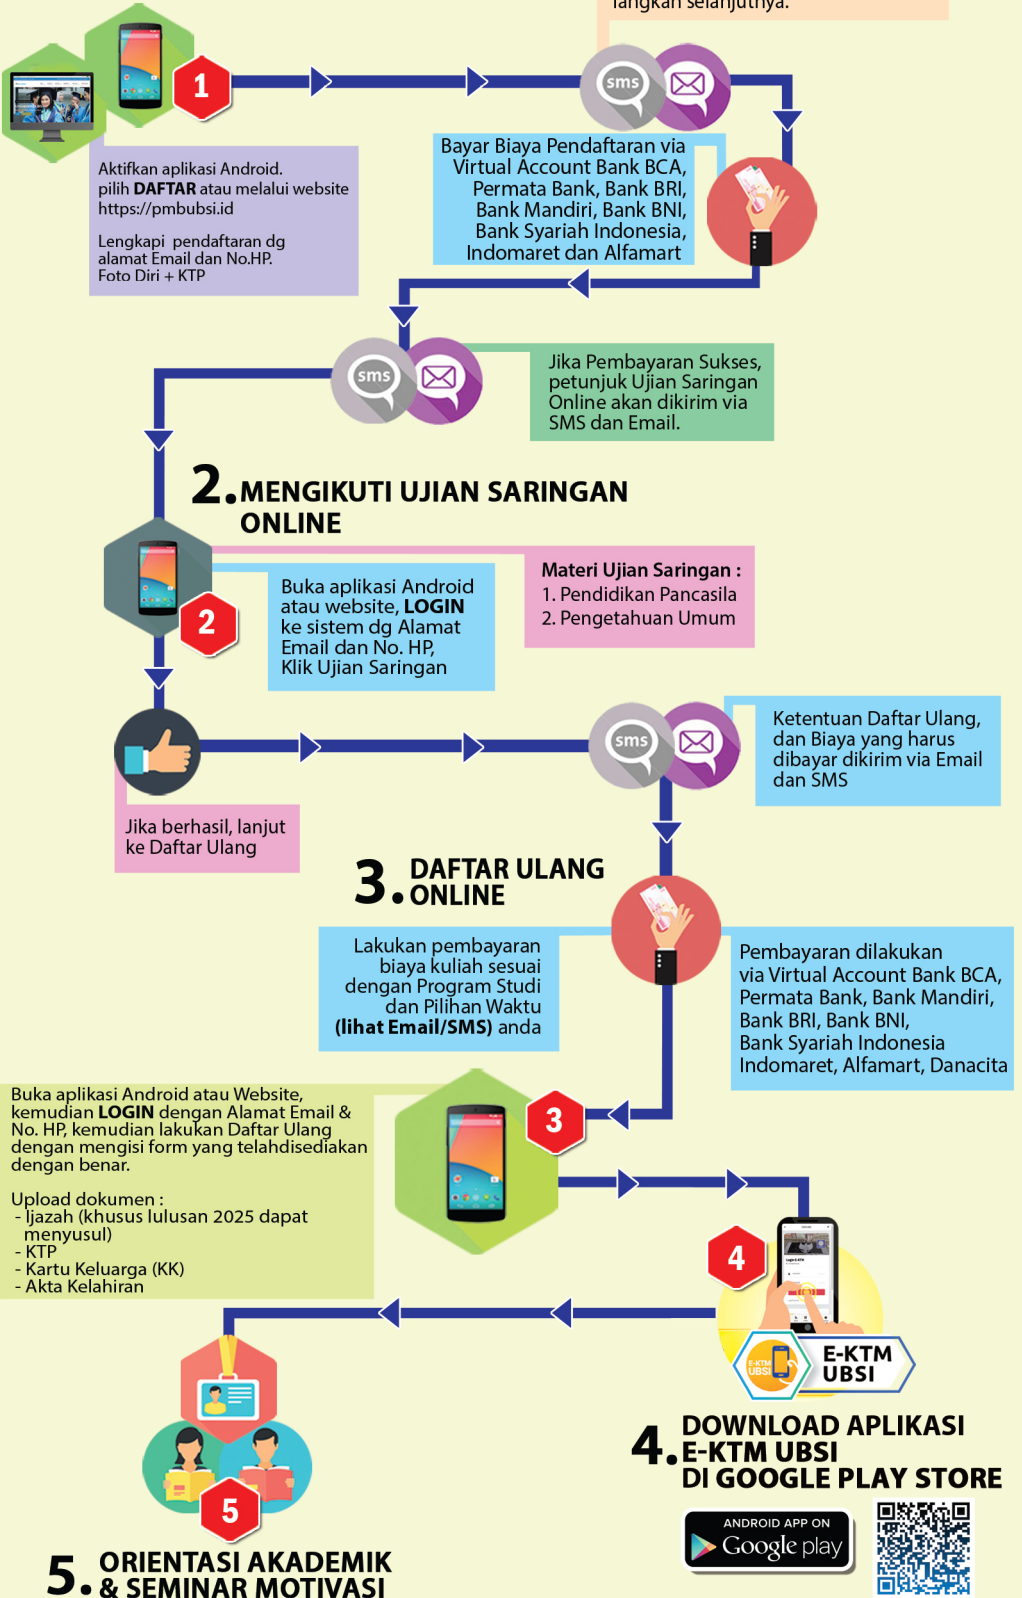 langkan selanjutnya.
1
sms
Aktifkan aplikasi Android.
pilih DAFTAR atau melalui website
https://pmbubsi.id
Lengkapi pendaftaran dg
alamat Email dan No.HP.
Foto Diri + KTP
Bayar Biaya Pendaftaran via
Virtual Account Bank BCA,
Permata Bank, Bank BRI,
Bank Mandiri, Bank BNI,
Bank Syariah Indonesia,
Indomaret dan Alfamart
sms
Jika Pembayaran Sukses,
petunjuk Ujian Saringan
Online akan dikirim via
SMS dan Email.
2. MENGIKUTI UJIAN SARINGAN
ONLINE
2
Buka aplikasi Android
atau website, LOGIN
ke sistem dg Alamat
Email dan No. HP,
Klik Ujian Saringan
Materi Ujian Saringan :
1. Pendidikan Pancasila
2. Pengetahuan Umum
Jika berhasil, lanjut
ke Daftar Ulang
sms
Ketentuan Daftar Ulang,
dan Biaya yang harus
dibayar dikirim via Email
dan SMS
3. DAFTAR ULANG
ONLINE
Lakukan pembayaran
biaya kuliah sesuai
dengan Program Studi
dan Pilihan Waktu
(lihat Email/SMS) anda
Pembayaran dilakukan
via Virtual Account Bank BCA,
Permata Bank, Bank Mandiri,
Bank BRI, Bank BNI,
Bank Syariah Indonesia
Indomaret, Alfamart, Danacita
3
Buka aplikasi Android atau Website,
kemudian LOGIN dengan Alamat Email &
No. HP, kemudian lakukan Daftar Ulang
dengan mengisi form yang telahdisediakan
dengan benar.
Upload dokumen :
- Ijazah (khusus lulusan 2025 dapat
menyusul)
- KTP
- Kartu Keluarga (KK)
- Akta Kelahiran
4
E-KTM
UBSI
E-KTM
UBSI
4. DOWNLOAD APLIKASI
E-KTM UBSI
DI GOOGLE PLAY STORE
ANDROID APP ON
Google play
5
5. ORIENTASI AKADEMIK
& SEMINAR MOTIVASI